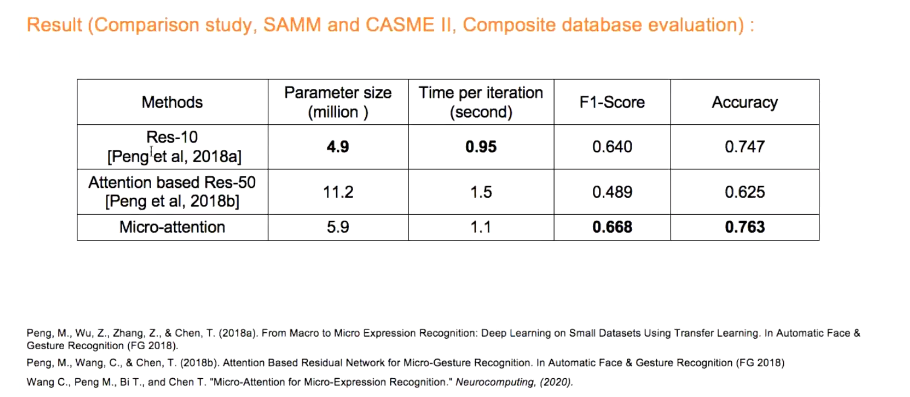 Result (Comparison study, SAMM and CASME II, Composite database evaluation) :
Methods
Parameter size
(million )
Time per iteration
(second)
F1-Score
Accuracy
Res-10
[Peng et al, 2018a]
4.9
0.95
0.640
0.747
Attention based Res-50
[Peng et al, 2018b]
11.2
1.5
0.489
0.625
Micro-attention
5.9
1.1
0.668
0.763
Peng, M., Wu, Z., Zhang, Z., & Chen, T. (2018a). From Macro to Micro Expression Recognition: Deep Learning on Small Datasets Using Transfer Learning. In Automatic Face &
Gesture Recognition (FG 2018).
Peng, M., Wang, C., & Chen, T. (2018b). Attention Based Residual Network for Micro-Gesture Recognition. In Automatic Face & Gesture Recognition (FG 2018)
Wang C., Peng M., Bi T., and Chen T. "Micro-Attention for Micro-Expression Recognition." Neurocomputing, (2020).